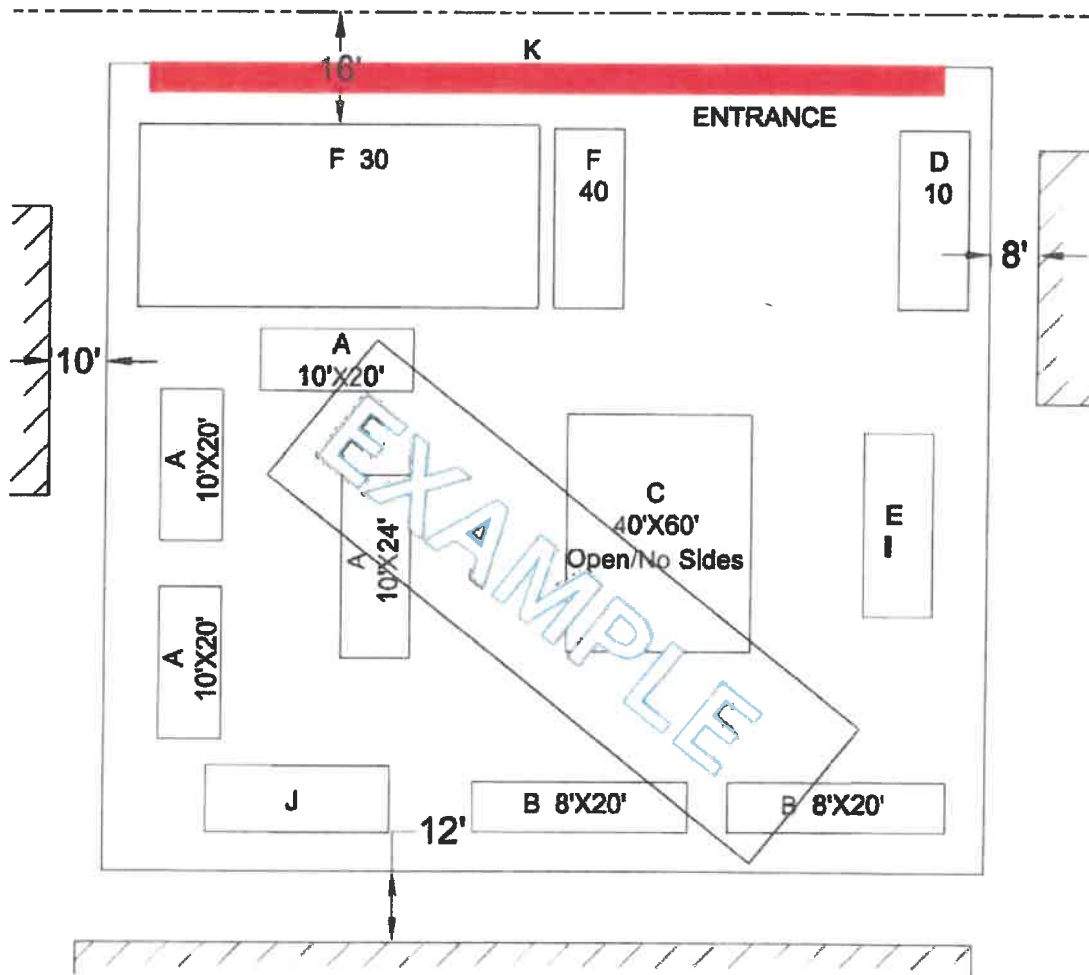 K
16'
ENTRANCE
F 30
F
40
D
10
8'
10'
A
10'X20'
A
10'X20'
A
10'X24'
C
40'X60'
Open/No Sides
E
I
A
10'X20'
J
B 8'X20'
B 8'X20'
12'
EXAMPLE